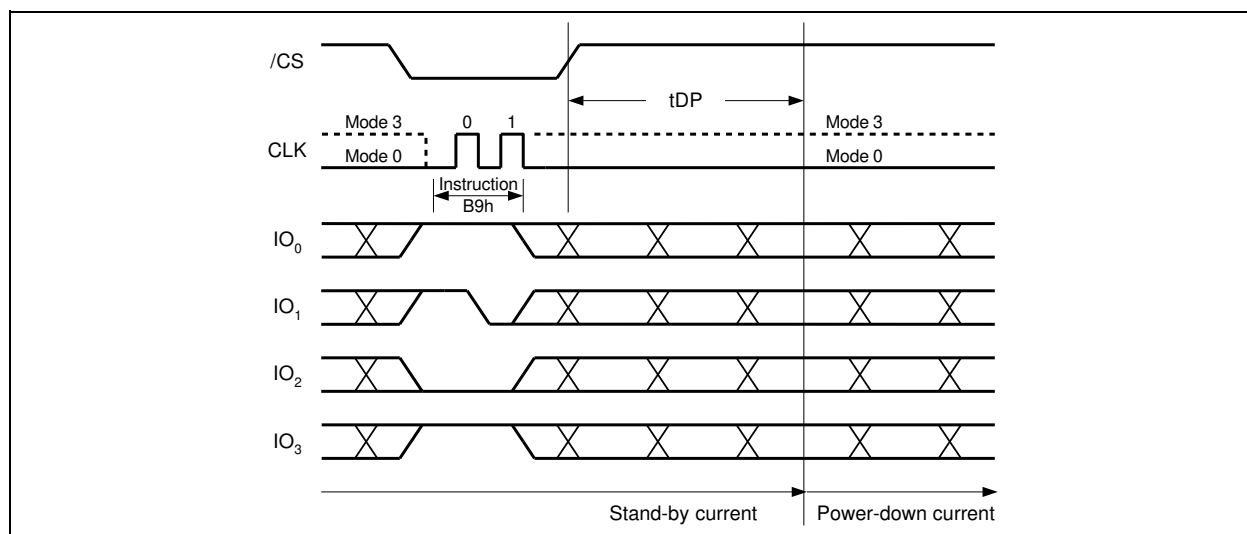 /CS
tDP
Mode 3 0 1 Mode 3
CLK
Mode 0 Mode 0
Instruction
B9h
IO0
IO1
IO2
IO3
Stand-by current Power-down current